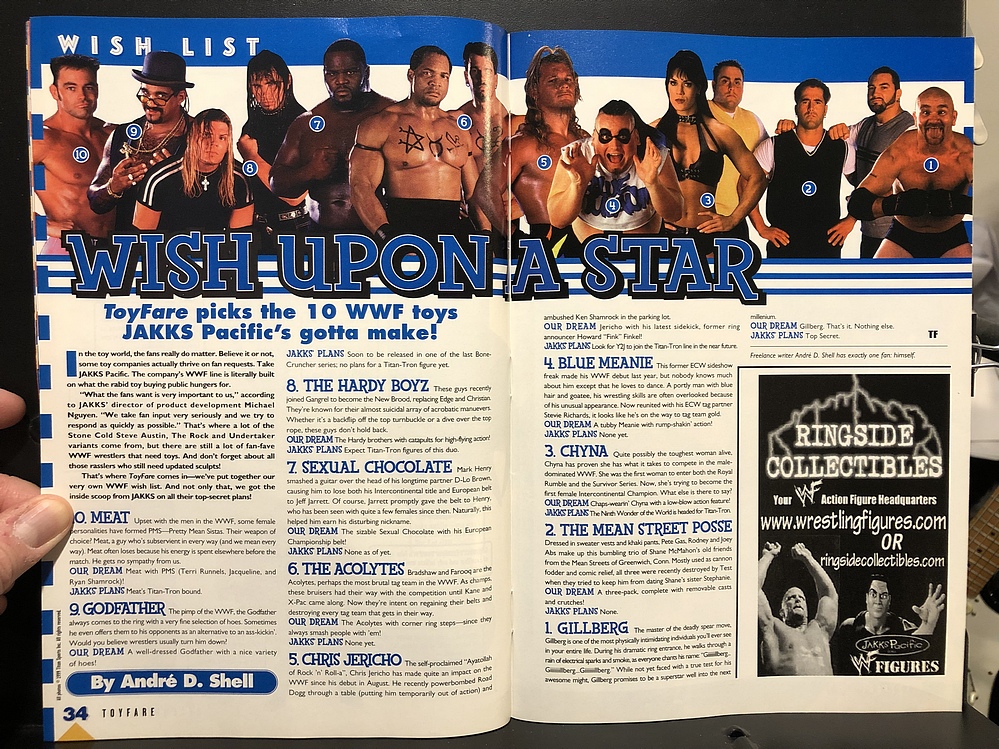 WISH LIST
10
9
8
7
6
5
4
3
2
1
WISH UPON A STAR
ToyFare picks the 10 WWF toys
JAKKS Pacific's gotta make!
In the toy world, the fans really do matter. Believe it or not,
some toy companies actually thrive on fan requests. Take
JAKKS Pacific. The company's WWF line is literally built
on what the rabid toy buying public hungers for.
"What the fans want is very important to us," according
to JAKKS' director of product development Michael
Nguyen. "We take fan input very seriously and we try to
respond as quickly as possible." That's where a lot of the
Stone Cold Steve Austin, The Rock and Undertaker
variants come from, but there are still a lot of fan-fave
WWF wrestlers that need toys. And don't forget about all
those rasslers who still need updated sculpts!
That's where ToyFare comes in—we've put together our
very own WWF wish list. And not only that, we got the
inside scoop from JAKKS on all their top-secret plans!
10. MEAT Upset with the men in the WWF, some female
personalities have formed PMS—Pretty Mean Sistas. Their weapon of
choice? Meat, a guy who's subservient in every way (and we mean every
way). Meat often loses because his energy is spent elsewhere before the
match. He gets no sympathy from us.
OUR DREAM Meat with PMS (Terri Runnels, Jacqueline, and
Ryan Shamrock)!
JAKKS' PLANS Meat's Titan-Tron bound.
9. GODFATHER The pimp of the WWF, the Godfather
always comes to the ring with a very fine selection of hoes. Sometimes
he even offers them to his opponents as an alternative to an ass-kickin'.
Would you believe wrestlers usually turn him down?
OUR DREAM A well-dressed Godfather with a nice variety
of hoes!
By André D. Shell
34 TOYFARE
All photos © 1999 Titan Sports Inc. All rights reserved.
JAKKS' PLANS Soon to be released in one of the last Bone-
Cruncher series; no plans for a Titan-Tron figure yet.
8. THE HARDY BOYZ These guys recently
joined Gangrel to become the New Brood, replacing Edge and Christian.
They're known for their almost suicidal array of acrobatic maneuvers.
Whether it's a backflip off the top turnbuckle or a dive over the top
rope, these guys don't hold back.
OUR DREAM The Hardy brothers with catapults for high-flying action!
JAKKS' PLANS Expect Titan-Tron figures of this duo.
7. SEXUAL CHOCOLATE Mark Henry
smashed a guitar over the head of his longtime partner D-Lo Brown,
causing him to lose both his Intercontinental title and European belt
to Jeff Jarrett. Of course, Jarrett promptly gave the belt to Henry,
who has been seen with quite a few females since then. Naturally, this
helped him earn his disturbing nickname.
OUR DREAM The sizable Sexual Chocolate with his European
Championship belt!
JAKKS' PLANS None as of yet.
6. THE ACOLYTES Bradshaw and Farooq are the
Acolytes, perhaps the most brutal tag team in the WWF. As champs,
these bruisers had their way with the competition until Kane and
X-Pac came along. Now they're intent on regaining their belts and
destroying every tag team that gets in their way.
OUR DREAM The Acolytes with corner ring steps—since they
always smash people with 'em!
JAKKS' PLANS None yet.
5. CHRIS JERICHO The self-proclaimed "Ayatollah
of Rock 'n' Roll-a", Chris Jericho has made quite an impact on the
WWF since his debut in August. He recently powerbombed Road
Dogg through a table (putting him temporarily out of action) and
ambushed Ken Shamrock in the parking lot.
OUR DREAM Jericho with his latest sidekick, former ring
announcer Howard "Fink" Finkel!
JAKKS' PLANS Look for Y2J to join the Titan-Tron line in the near future.
4. BLUE MEANIE This former ECW sideshow
freak made his WWF debut last year, but nobody knows much
about him except that he loves to dance. A portly man with blue
hair and goatee, his wrestling skills are often overlooked because
of his unusual appearance. Now reunited with his ECW tag partner
Stevie Richards, it looks like he's on the way to tag team gold.
OUR DREAM A tubby Meanie with rump-shakin' action!
JAKKS' PLANS None yet.
3. CHYNA Quite possibly the toughest woman alive,
Chyna has proven she has what it takes to compete in the male-
dominated WWF. She was the first woman to enter both the Royal
Rumble and the Survivor Series. Now, she's trying to become the
first female Intercontinental Champion. What else is there to say?
OUR DREAM Chaps-wearin' Chyna with a low-blow action feature!
JAKKS' PLANS The Ninth Wonder of the World is headed for Titan-Tron.
2. THE MEAN STREET POSSE
Dressed in sweater vests and khaki pants, Pete Gas, Rodney and Joey
Abs make up this bumbling trio of Shane McMahon's old friends
from the Mean Streets of Greenwich, Conn. Mostly used as cannon
fodder and comic relief, all three were recently destroyed by Test
when they tried to keep him from dating Shane's sister Stephanie.
OUR DREAM A three-pack, complete with removable casts
and crutches!
JAKKS' PLANS None.
1. GILLBERG The master of the deadly spear move,
Gillberg is one of the most physically intimidating individuals you'll ever see
in your entire life. During his dramatic ring entrance, he walks through a
rain of electrical sparks and smoke, as everyone chants his name: "Gillberg...
Gillberg...Gillberg." While not yet faced with a true test for his
awesome might, Gillberg promises to be a superstar well into the next
millenium.
OUR DREAM Gillberg. That's it. Nothing else.
JAKKS' PLANS Top Secret.
TF
Freelance writer André D. Shell has exactly one fan: himself.
RINGSIDE
COLLECTIBLES
Your WF Action Figure Headquarters
www.wrestlingfigures.com
OR
ringsidecollectibles.com
JAKKS Pacific
WF FIGURES